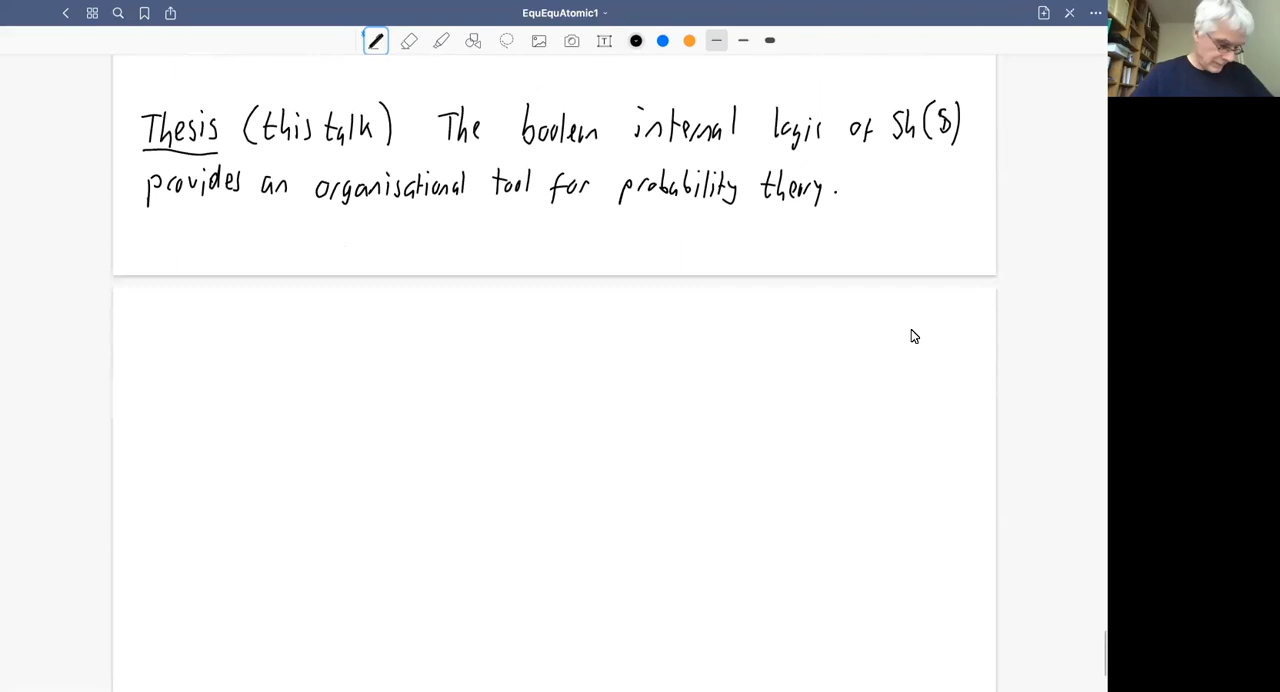 EquEquAtomic1
Thesis (this talk) The boolean internal logic of Sh(S)
provides an organisational tool for probability theory.